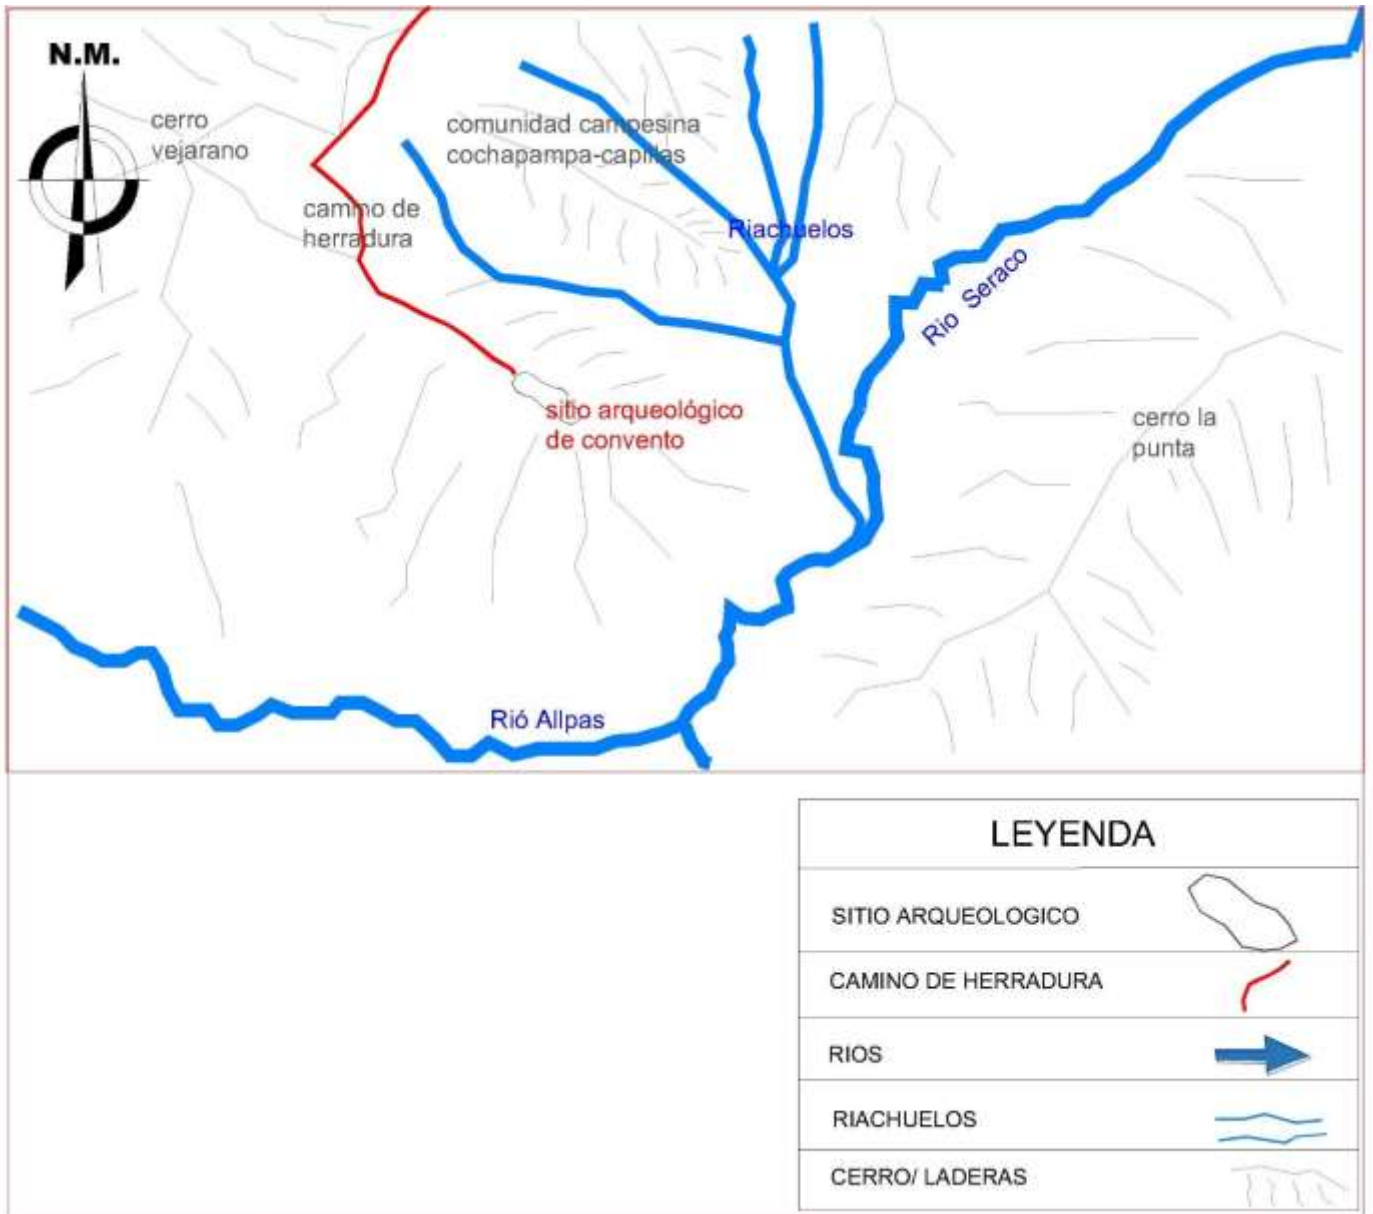 N.M.
cerro
vejarano
comunidad campesina
cochapampa-capillas
camino de
herradura
Riachuelos
Rio Seraco
sitio arqueológico
de convento
cerro la
punta
Rió Allpas
LEYENDA
SITIO ARQUEOLOGICO
CAMINO DE HERRADURA
RIOS
RIACHUELOS
CERRO/ LADERAS